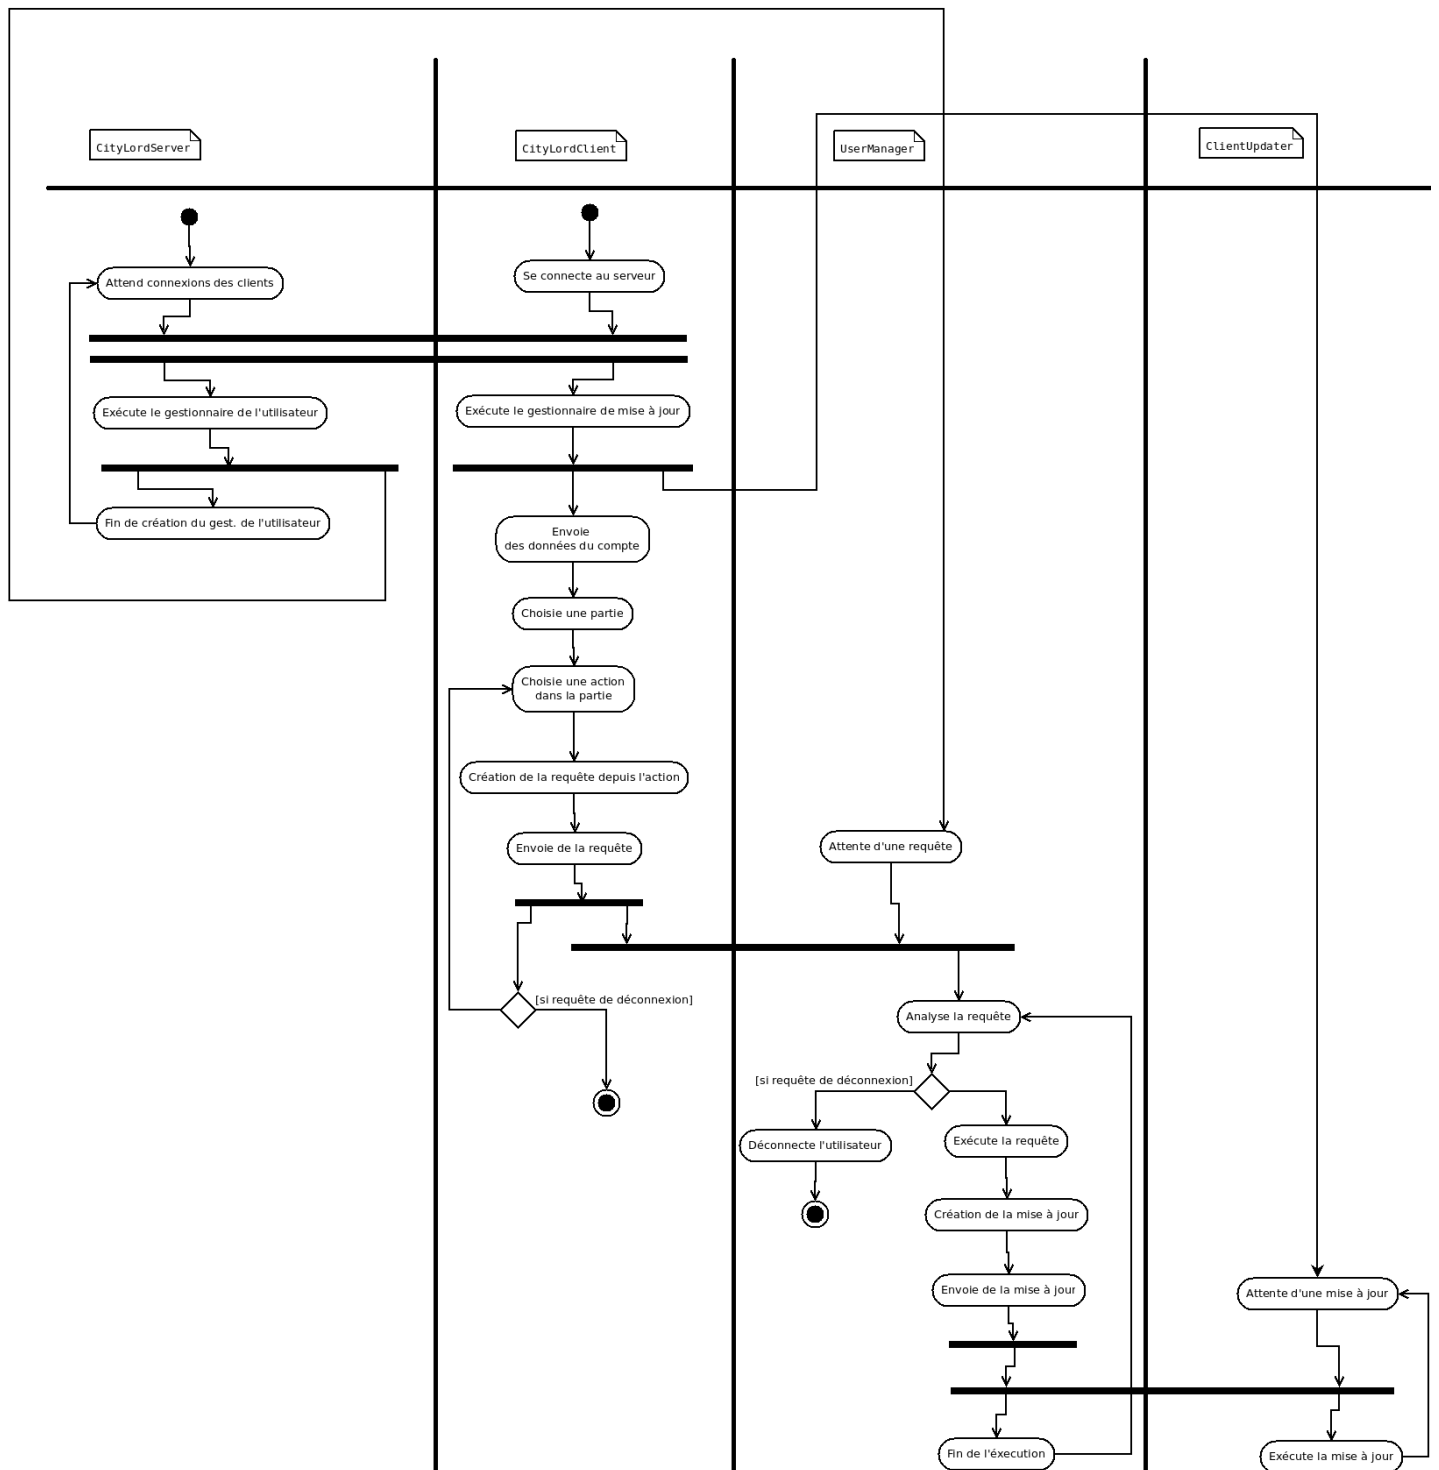 CityLordServer
CityLordClient
UserManager
ClientUpdater
Attend connexions des clients
Se connecte au serveur
Exécute le gestionnaire de l'utilisateur
Exécute le gestionnaire de mise à jour
Fin de création du gest. de l'utilisateur
Envoie
des données du compte
Choisie une partie
Choisie une action
dans la partie
Création de la requête depuis l'action
Envoie de la requête
Attente d'une requête
[si requête de déconnexion]
Analyse la requête
[si requête de déconnexion]
Déconnecte l'utilisateur
Exécute la requête
Création de la mise à jour
Envoie de la mise à jour
Attente d'une mise à jour
Fin de l'éxecution
Exécute la mise à jour